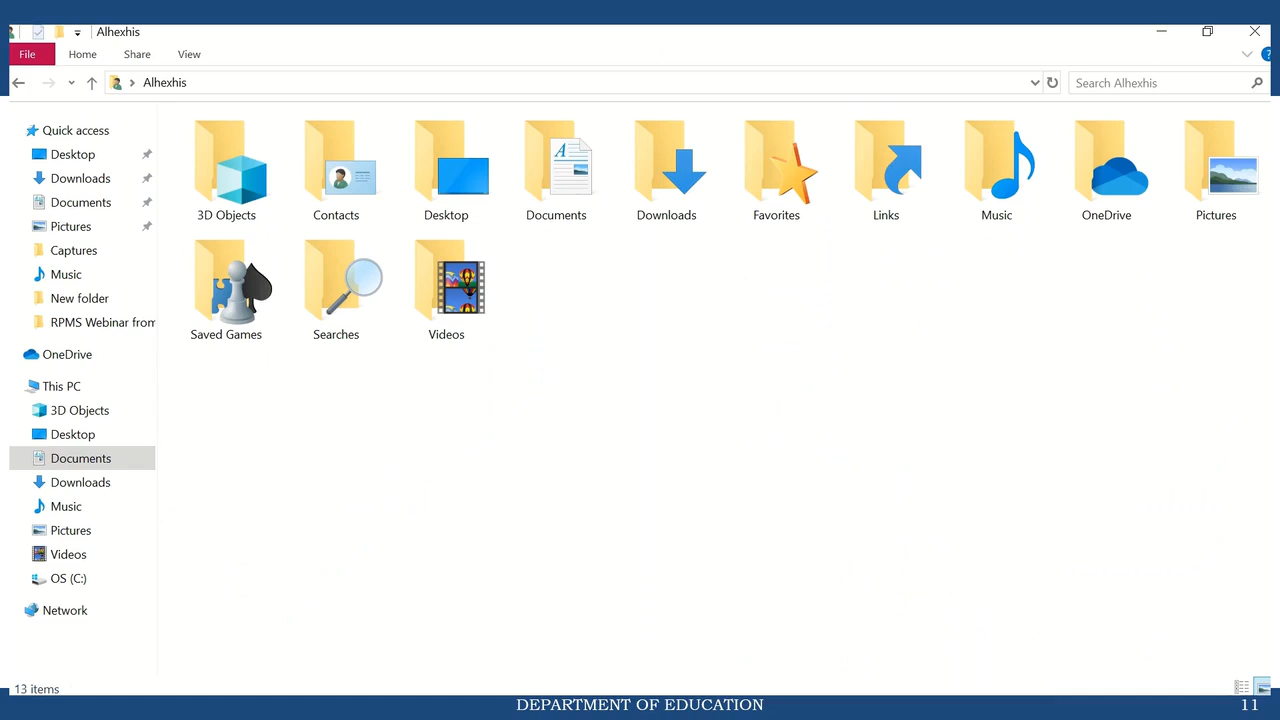 Alhexhis
File Home Share View
Alhexhis
Search Alhexhis
Quick access
Desktop
Downloads
Documents
Pictures
Captures
Music
New folder
RPMS Webinar from
OneDrive
This PC
3D Objects
Desktop
Documents
Downloads
Music
Pictures
Videos
OS (C:)
Network
3D Objects Contacts Desktop Documents Downloads Favorites Links Music OneDrive Pictures
Saved Games Searches Videos
13 items
DEPARTMENT OF EDUCATION 11